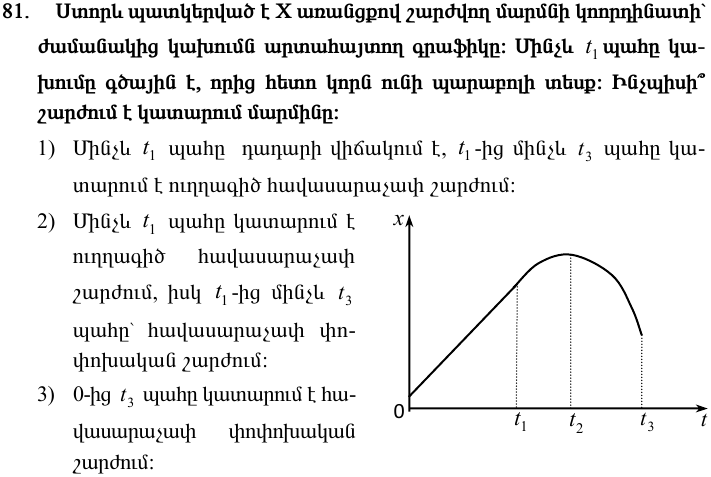 81. Ստորև պատկերված է X առանցքով շարժվող մարմնի կոորդինատի՝
ժամանակից կախումն արտահայտող գրաֆիկը: Մինչև t₁ պահը կա-
խումը գծային է, որից հետո կորն ունի պարաբոլի տեսք: Ինչպիսի՞
շարժում է կատարում մարմինը:
1) Մինչև t₁ պահը դադարի վիճակում է, t₁-ից մինչև t₃ պահը կա-
տարում է ուղղագիծ հավասարաչափ շարժում:
2) Մինչև t₁ պահը կատարում է
ուղղագիծ հավասարաչափ
շարժում, իսկ t₁-ից մինչև t₃
պահը՝ հավասարաչափ փո-
փոխական շարժում:
3) 0-ից t₃ պահը կատարում է հա-
վասարաչափ փոփոխական
շարժում:
x
0
t₁ t₂ t₃ t